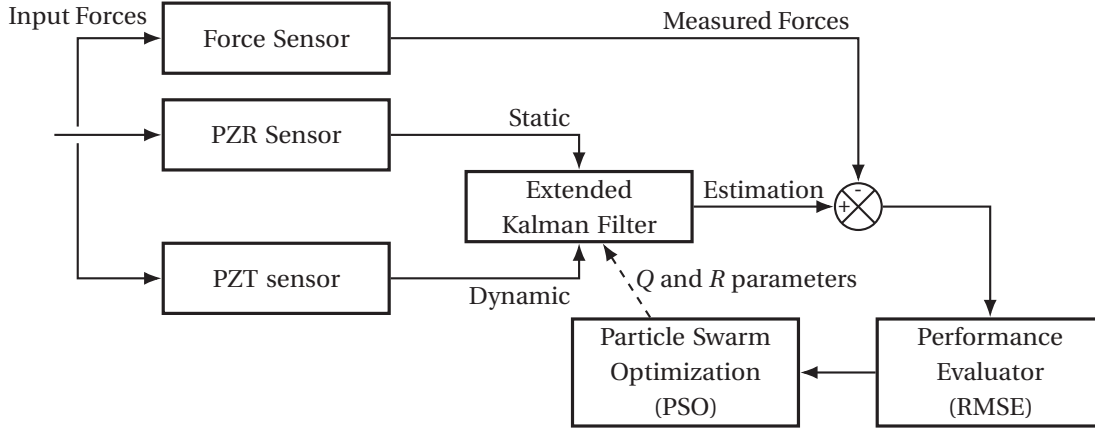 Input Forces
Force Sensor
Measured Forces
PZR Sensor
Static
Extended
Kalman Filter
Estimation
-
+
PZT sensor
Dynamic
Q and R parameters
Particle Swarm
Optimization
(PSO)
Performance
Evaluator
(RMSE)